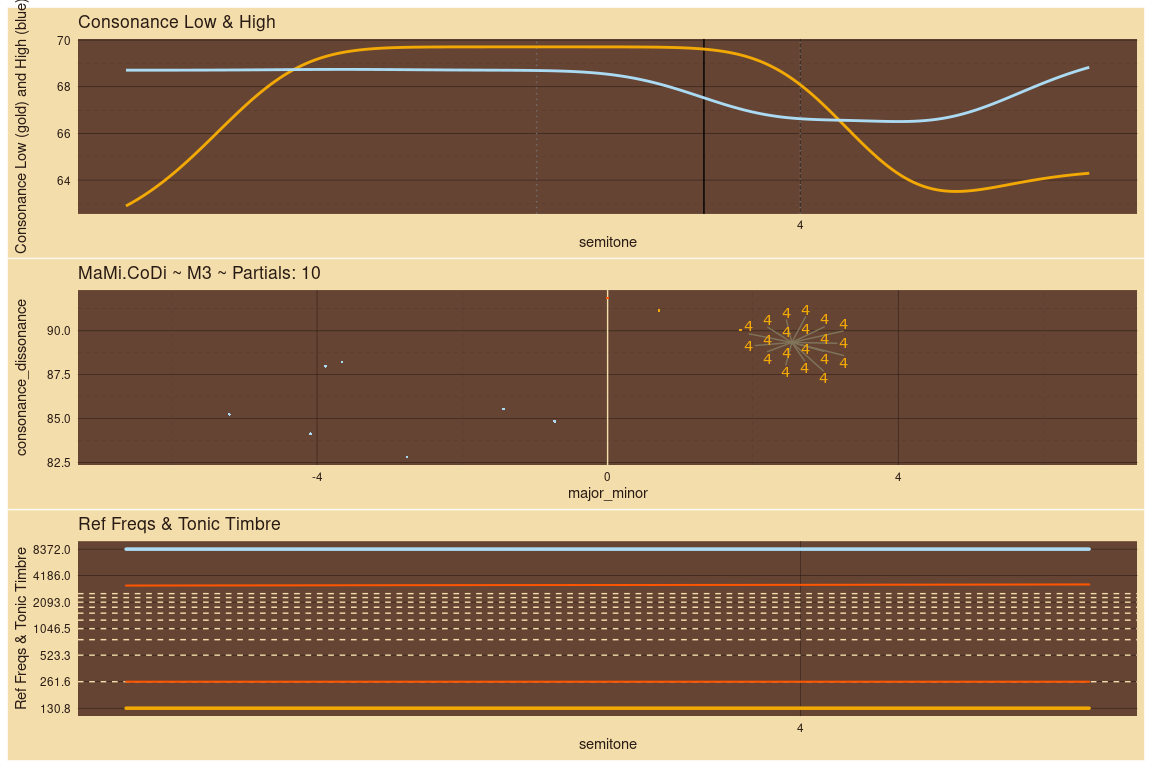 Consonance Low & High
Consonance Low (gold) and High (blue)
70
68
66
64
4
semitone
MaMi.CoDi ~ M3 ~ Partials: 10
consonance_dissonance
90.0
87.5
85.0
82.5
4 4 4 4 4 4 4 4 4 4 4 4 4 4 4 4 4 4 4
-4 0 4
major_minor
Ref Freqs & Tonic Timbre
Ref Freqs & Tonic Timbre
8372.0
4186.0
2093.0
1046.5
523.3
261.6
130.8
4
semitone